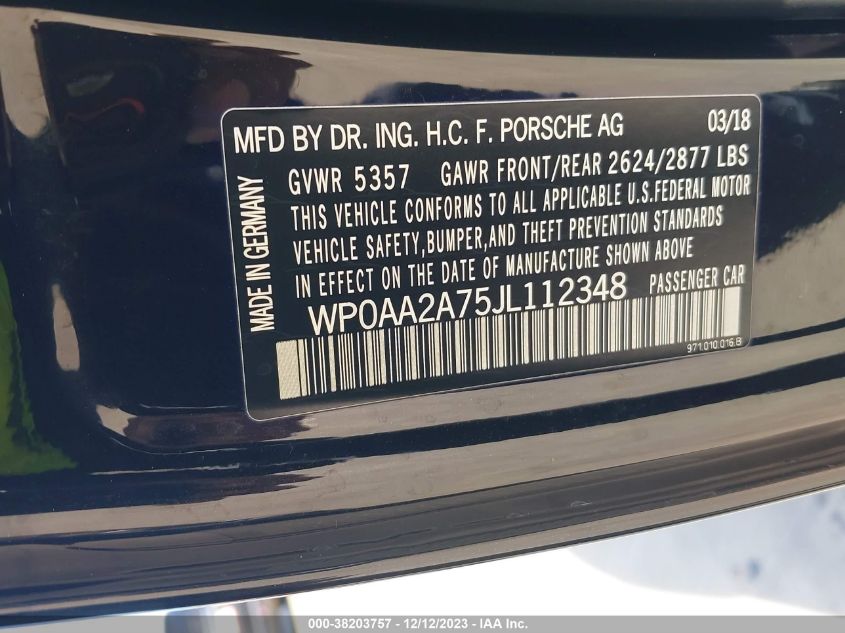 MFD BY DR. ING. H.C. F. PORSCHE AG 03/18
GVWR 5357 GAWR FRONT/REAR 2624/2877 LBS
THIS VEHICLE CONFORMS TO ALL APPLICABLE U.S.FEDERAL MOTOR
VEHICLE SAFETY,BUMPER,AND THEFT PREVENTION STANDARDS
IN EFFECT ON THE DATE OF MANUFACTURE SHOWN ABOVE
WP0AA2A75JL112348 PASSENGER CAR
MADE IN GERMANY
971.010.016.B
000-38203757 - 12/12/2023 - IAA Inc.